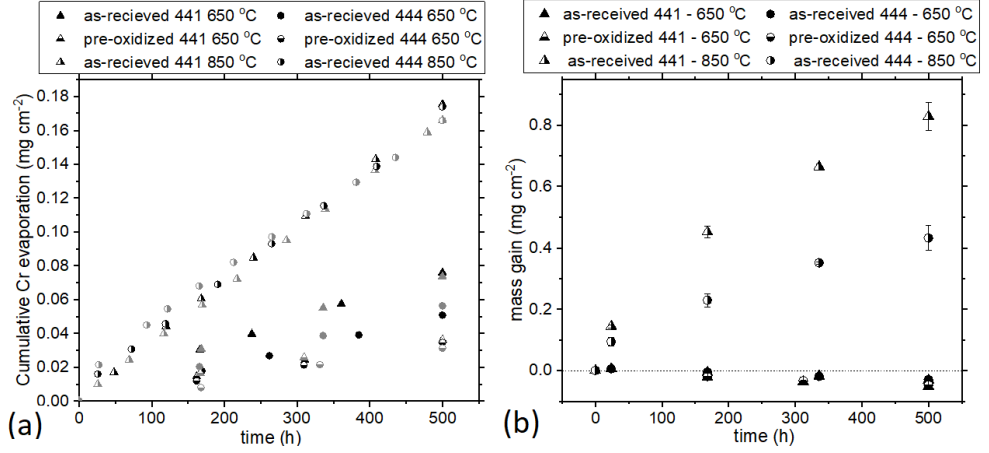 as-recieved 441 650 °C as-recieved 444 650 °C
pre-oxidized 441 650 °C pre-oxidized 444 650 °C
as-recieved 441 850 °C as-recieved 444 850 °C
Cumulative Cr evaporation (mg cm-2)
0.18
0.16
0.14
0.12
0.10
0.08
0.06
0.04
0.02
0.00
0 100 200 300 400 500
time (h)
(a)
as-received 441 - 650 °C as-received 444 - 650 °C
pre-oxidized 441 - 650 °C pre-oxidized 444 - 650 °C
as-received 441 - 850 °C as-received 444 - 850 °C
mass gain (mg cm-2)
0.8
0.6
0.4
0.2
0.0
0 100 200 300 400 500
time (h)
(b)